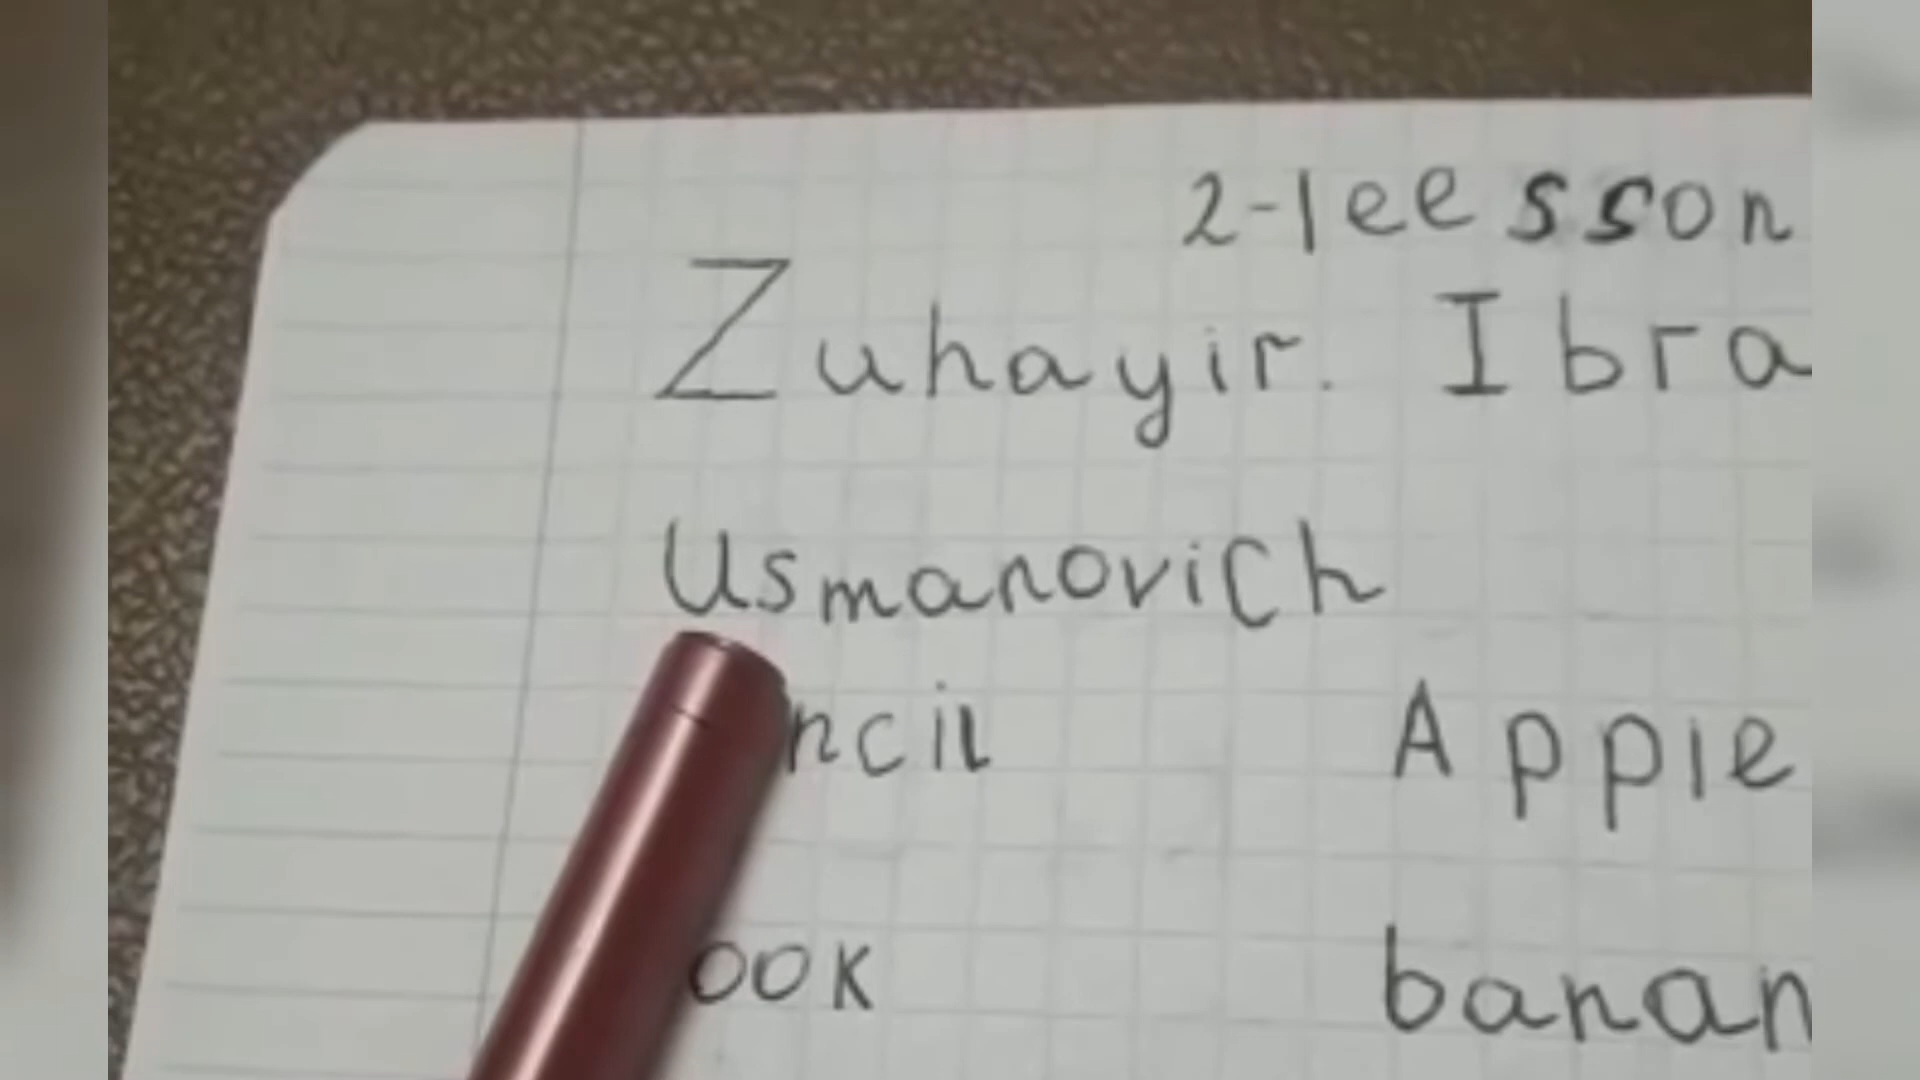 2-leesson
Zuhayir. Ibra
Usmanovich
ncil Apple
ook banan